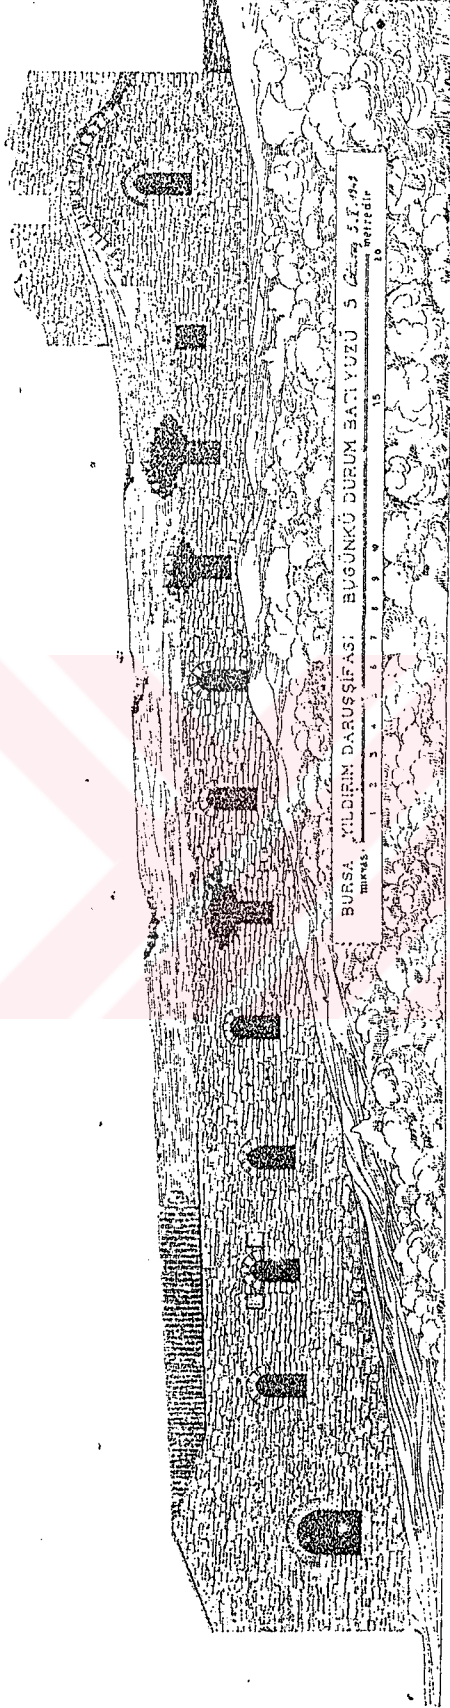 BURSA YILDIRIM DARUŞŞİFASI BUGÜNKÜ DURUM BATI YÜZÜ 5
mikyas 1 2 3 4 5 6 7 8 9 10 15 20 metredir